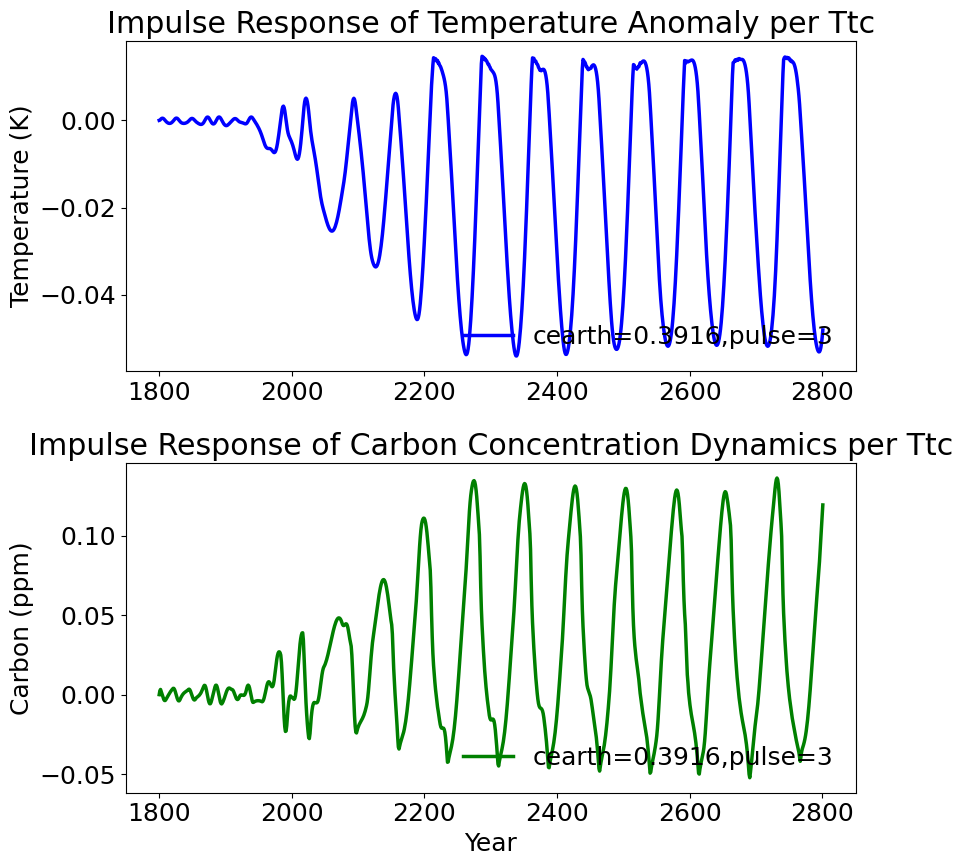 Impulse Response of Temperature Anomaly per Ttc
Temperature (K)
0.00
−0.02
−0.04
cearth=0.3916,pulse=3
1800 2000 2200 2400 2600 2800
Impulse Response of Carbon Concentration Dynamics per Ttc
Carbon (ppm)
0.10
0.05
0.00
−0.05
cearth=0.3916,pulse=3
1800 2000 2200 2400 2600 2800
Year